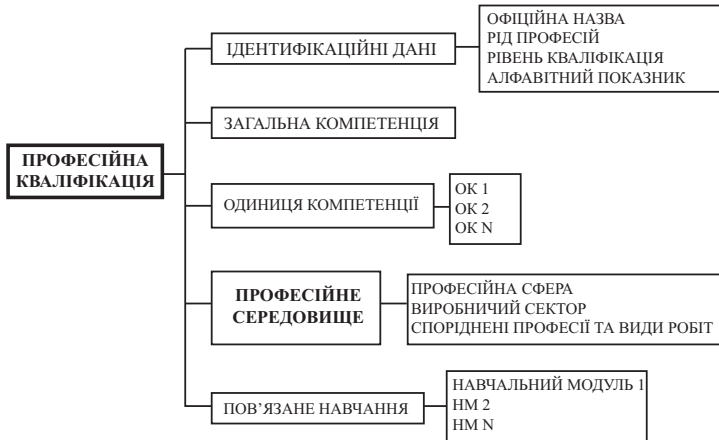 ПРОФЕСІЙНА
КВАЛІФІКАЦІЯ
ІДЕНТИФІКАЦІЙНІ ДАНІ
ОФІЦІЙНА НАЗВА
РІД ПРОФЕСІЙ
РІВЕНЬ КВАЛІФІКАЦІЯ
АЛФАВІТНИЙ ПОКАЗНИК
ЗАГАЛЬНА КОМПЕТЕНЦІЯ
ОДИНИЦЯ КОМПЕТЕНЦІЇ
ОК 1
ОК 2
ОК N
ПРОФЕСІЙНЕ
СЕРЕДОВИЩЕ
ПРОФЕСІЙНА СФЕРА
ВИРОБНИЧИЙ СЕКТОР
СПОРІДНЕНІ ПРОФЕСІЇ ТА ВИДИ РОБІТ
ПОВ’ЯЗАНЕ НАВЧАННЯ
НАВЧАЛЬНИЙ МОДУЛЬ 1
НМ 2
НМ N